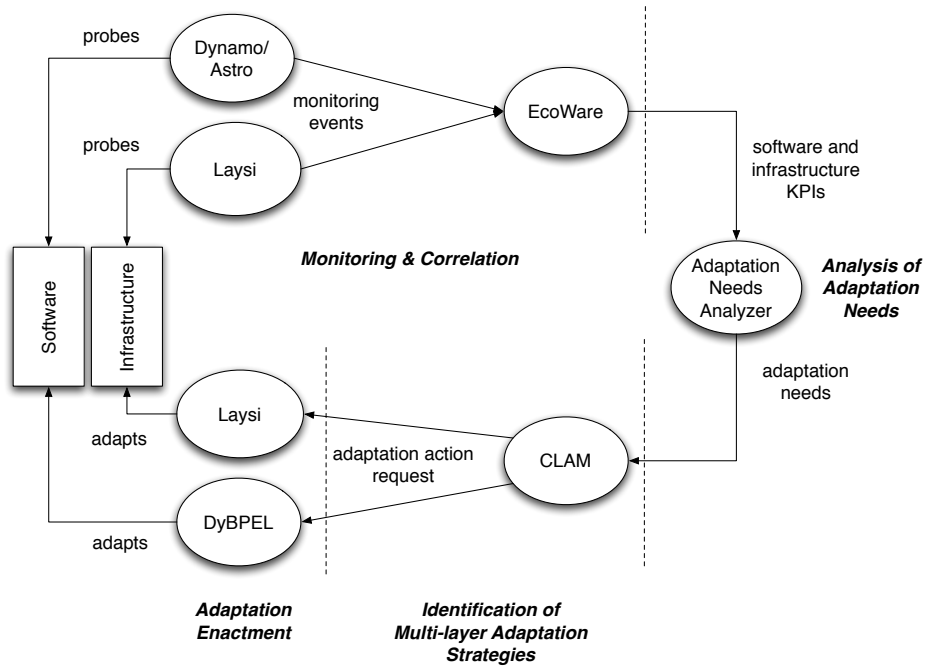 probes
Dynamo/
Astro
monitoring
events
EcoWare
probes
Laysi
software and
infrastructure
KPIs
Monitoring & Correlation
Software
Infrastructure
Adaptation
Needs
Analyzer
Analysis of
Adaptation
Needs
adaptation
needs
Laysi
adapts
adaptation action
request
CLAM
DyBPEL
adapts
Adaptation
Enactment
Identification of
Multi-layer Adaptation
Strategies